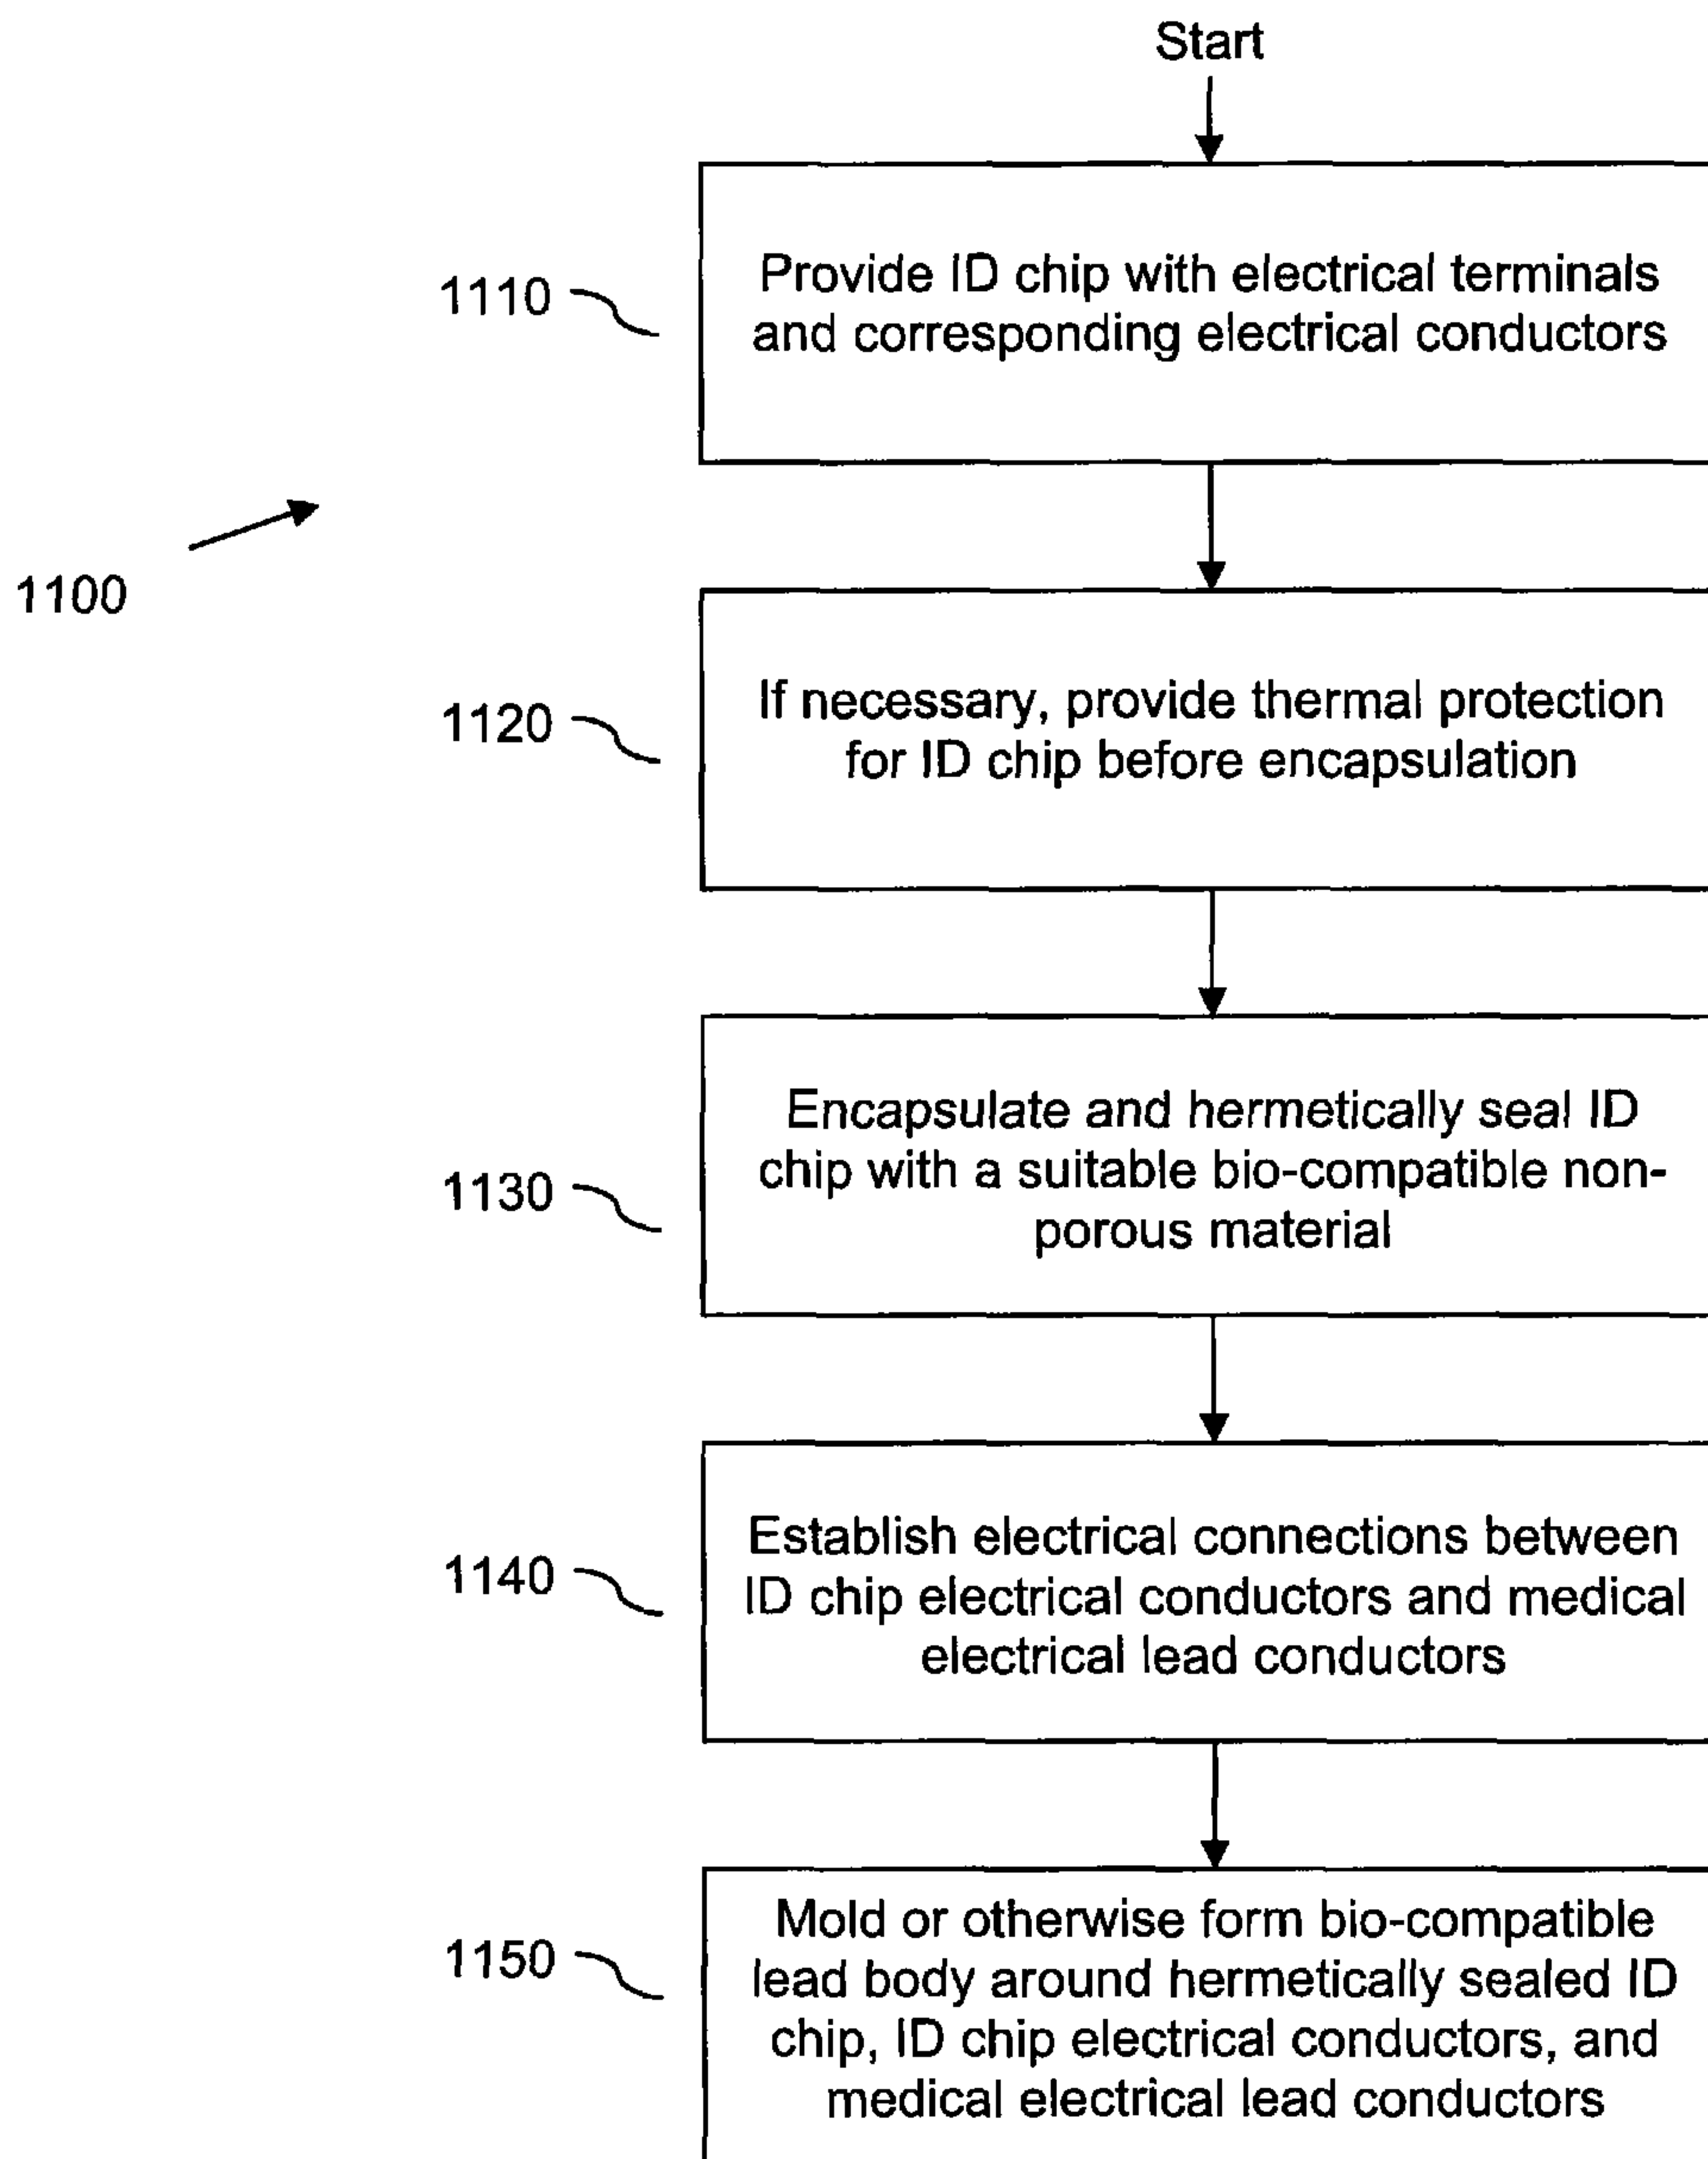 Start
1110
Provide ID chip with electrical terminals
and corresponding electrical conductors
1100
1120
If necessary, provide thermal protection
for ID chip before encapsulation
1130
Encapsulate and hermetically seal ID
chip with a suitable bio-compatible non-
porous material
1140
Establish electrical connections between
ID chip electrical conductors and medical
electrical lead conductors
1150
Mold or otherwise form bio-compatible
lead body around hermetically sealed ID
chip, ID chip electrical conductors, and
medical electrical lead conductors